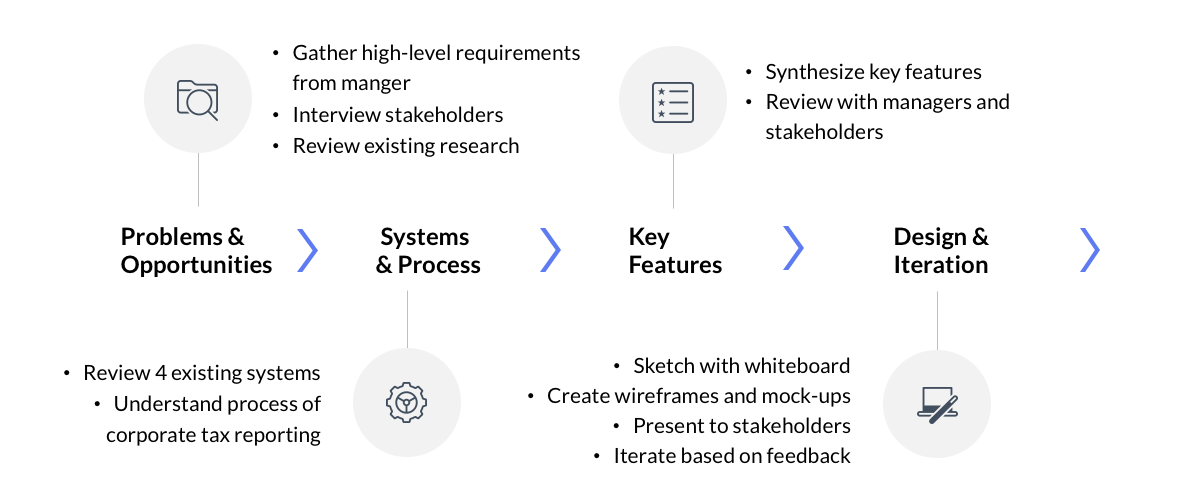 • Gather high-level requirements
from manger
• Interview stakeholders
• Review existing research
• Synthesize key features
• Review with managers and
stakeholders
Problems &
Opportunities
Systems
& Process
Key
Features
Design &
Iteration
• Review 4 existing systems
• Understand process of
corporate tax reporting
• Sketch with whiteboard
• Create wireframes and mock-ups
• Present to stakeholders
• Iterate based on feedback